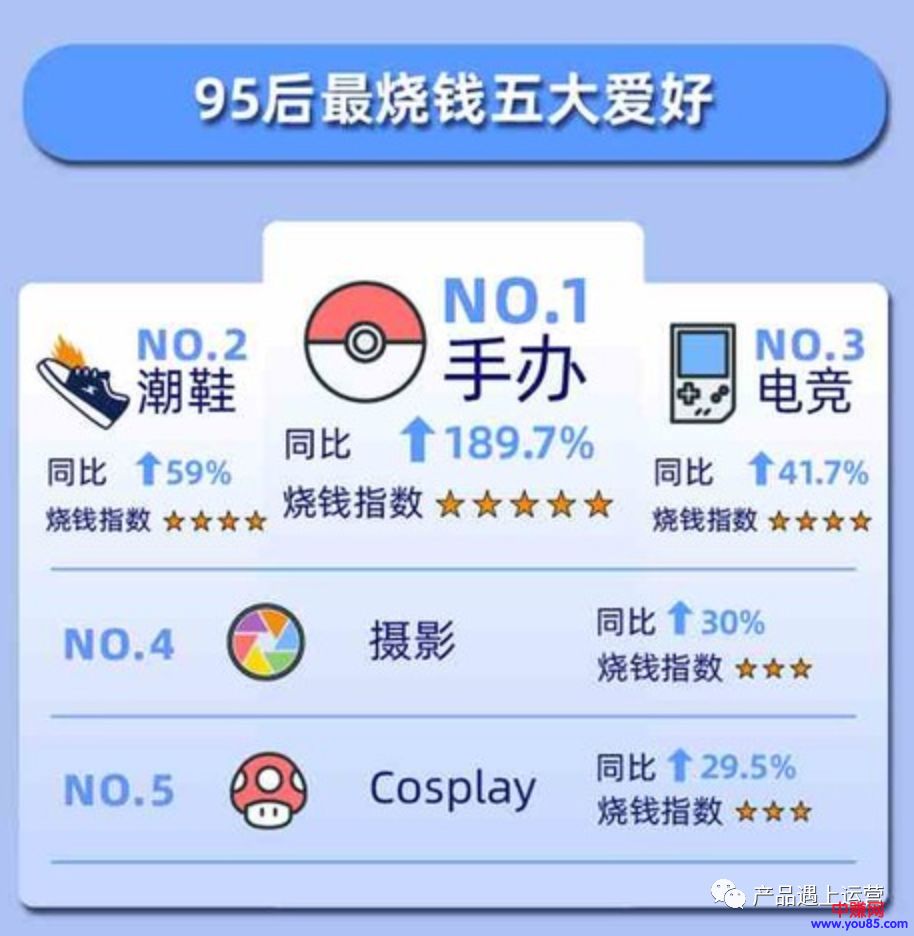 95后最烧钱五大爱好
NO.1
手办
同比 ↑189.7%
烧钱指数 ★★★★★
NO.2
潮鞋
同比 ↑59%
烧钱指数 ★★★★
NO.3
电竞
同比 ↑41.7%
烧钱指数 ★★★★
NO.4 摄影 同比 ↑30%
烧钱指数 ★★★
NO.5 Cosplay 同比 ↑29.5%
烧钱指数 ★★★
产品遇上运营
中赚网
www.you85.com